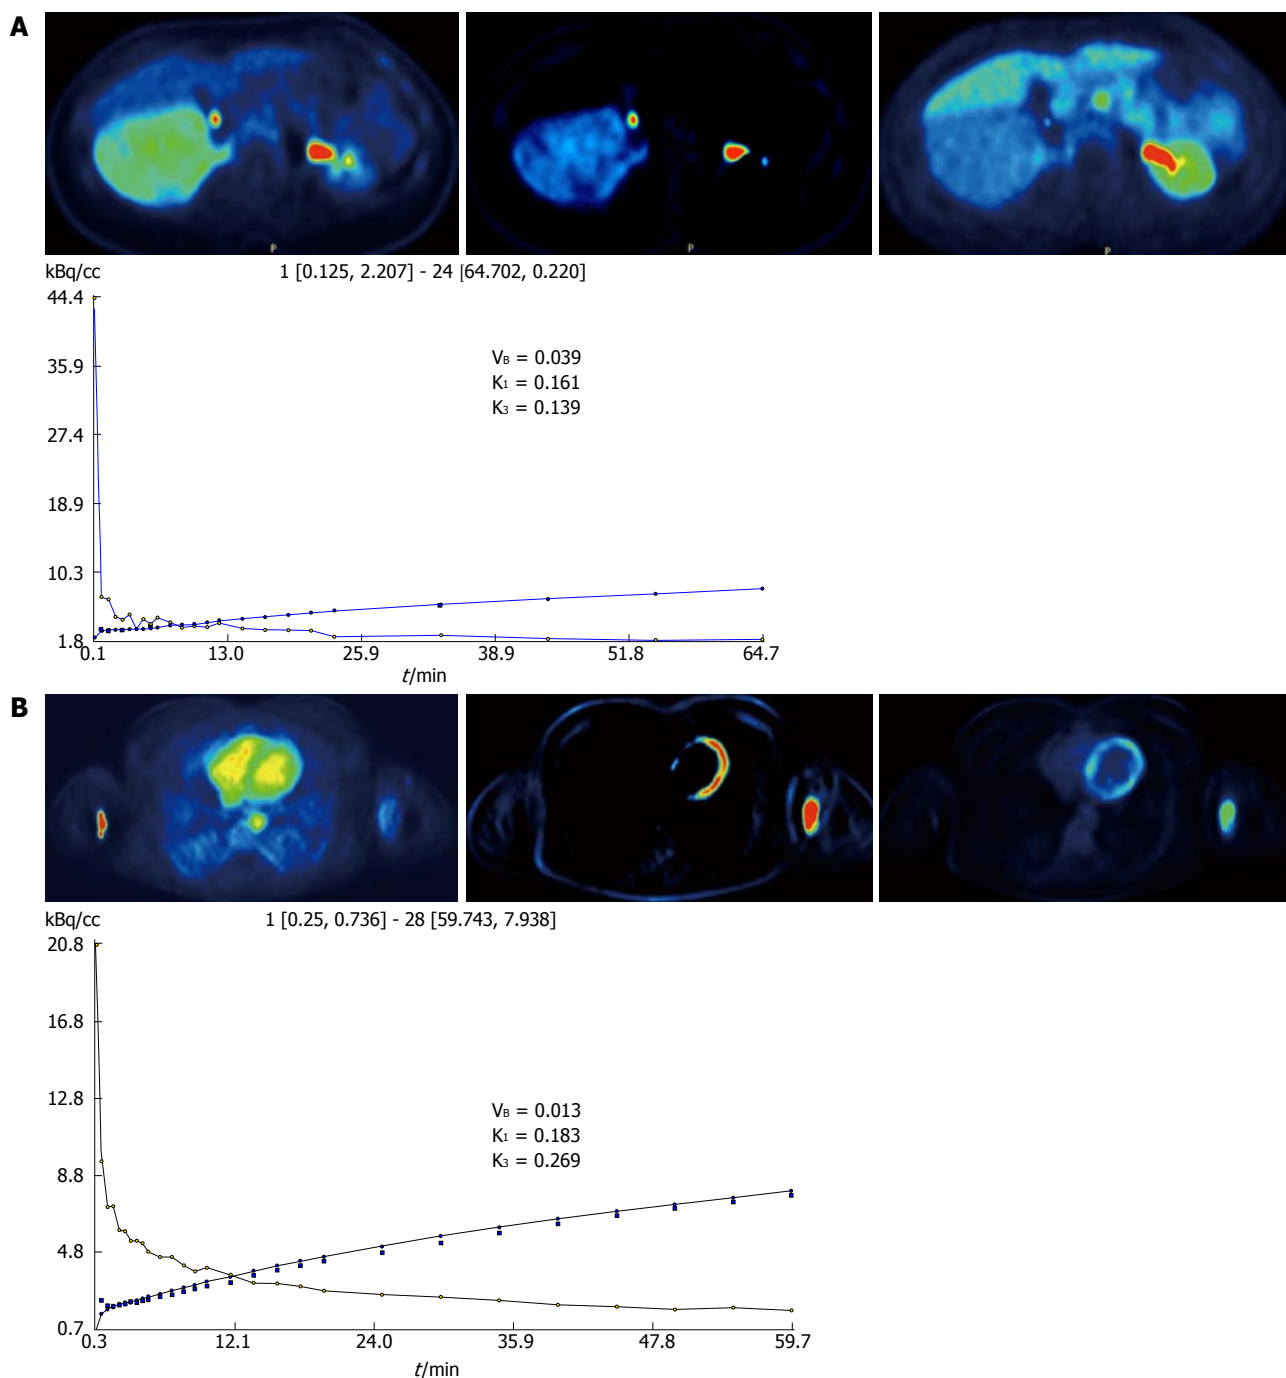 A
P
P
P
kBq/cc
1 [0.125, 2.207] - 24 [64.702, 0.220]
44.4
35.9
27.4
18.9
10.3
1.8
V_B = 0.039
K₁ = 0.161
K₃ = 0.139
0.1 13.0 25.9 38.9 51.8 64.7
t/min
B
kBq/cc
1 [0.25, 0.736] - 28 [59.743, 7.938]
20.8
16.8
12.8
8.8
4.8
0.7
V_B = 0.013
K₁ = 0.183
K₃ = 0.269
0.3 12.1 24.0 35.9 47.8 59.7
t/min